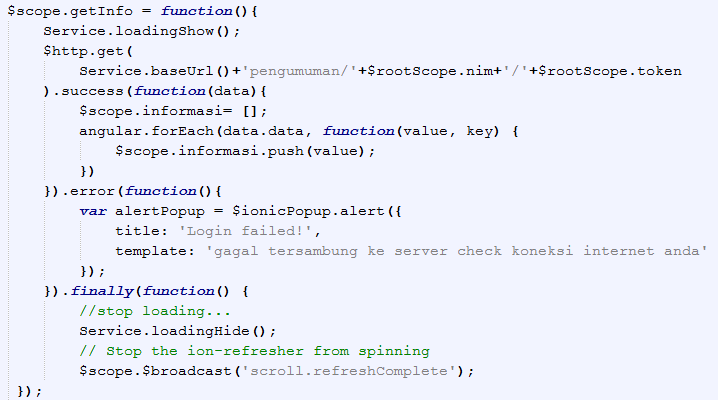 $scope.getInfo = function(){
    Service.loadingShow();
    $http.get(
        Service.baseUrl()+'pengumuman/'+$rootScope.nim+'/'+$rootScope.token
    ).success(function(data){
        $scope.informasi= [];
        angular.forEach(data.data, function(value, key) {
            $scope.informasi.push(value);
        })
    }).error(function(){
        var alertPopup = $ionicPopup.alert({
            title: 'Login failed!',
            template: 'gagal tersambung ke server check koneksi internet anda'
        });
    }).finally(function() {
        //stop loading...
        Service.loadingHide();
        // Stop the ion-refresher from spinning
        $scope.$broadcast('scroll.refreshComplete');
 });